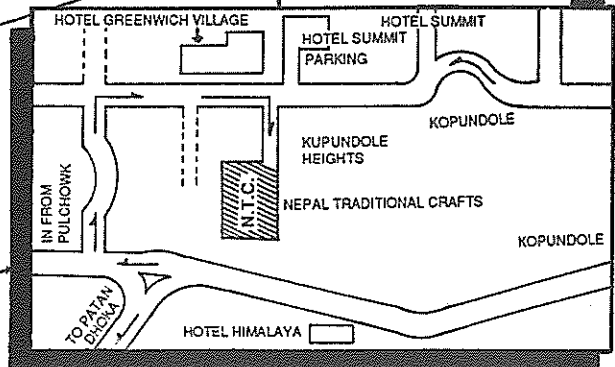 HOTEL GREENWICH VILLAGE
HOTEL SUMMIT
HOTEL SUMMIT
PARKING
KOPUNDOLE
KUPUNDOLE
HEIGHTS
IN FROM
PULCHOWK
N.T.C.
NEPAL TRADITIONAL CRAFTS
KOPUNDOLE
TO PATAN
DHOKA
HOTEL HIMALAYA